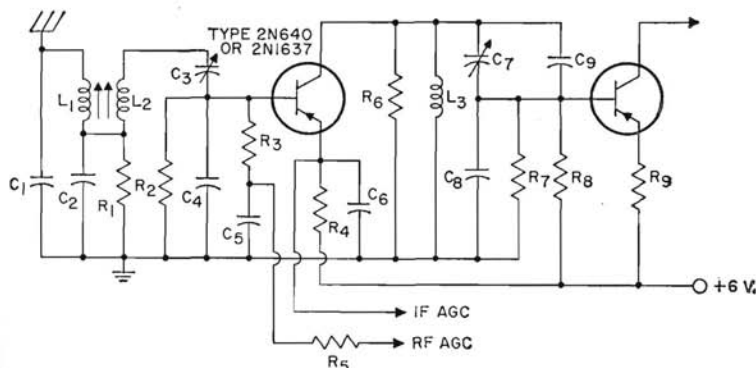 TYPE 2N640
OR 2N1637
C3
C7
C9
L1
L2
R6
L3
R3
C1
C2
R1
R2
C4
C5
R4
C6
C8
R7
R8
R9
+6 V.
IF AGC
RF AGC
R5